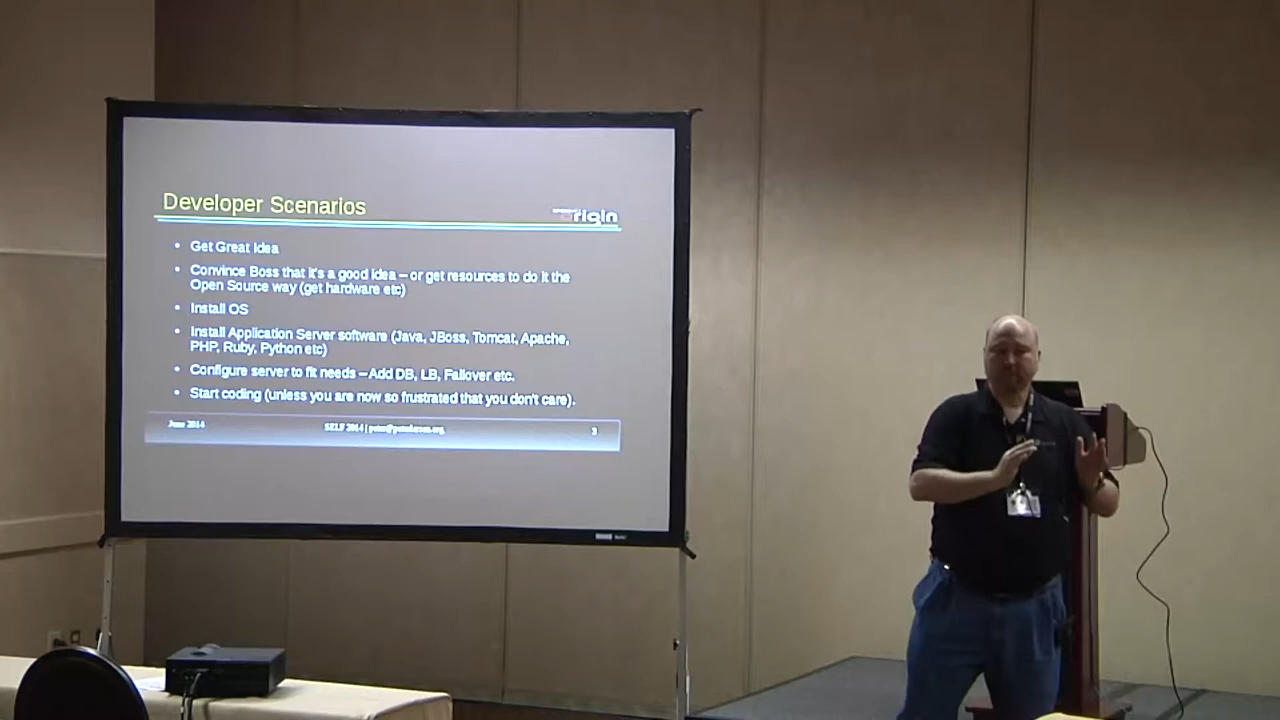 Developer Scenarios
origin
• Get Great Idea
• Convince Boss that it's a good idea – or get resources to do it the
Open Source way (get hardware etc)
• Install OS
• Install Application Server software (Java, JBoss, Tomcat, Apache,
PHP, Ruby, Python etc)
• Configure server to fit needs – Add DB, LB, Failover etc.
• Start coding (unless you are now so frustrated that you don't care).
June 2014
SELF 2014 |
3